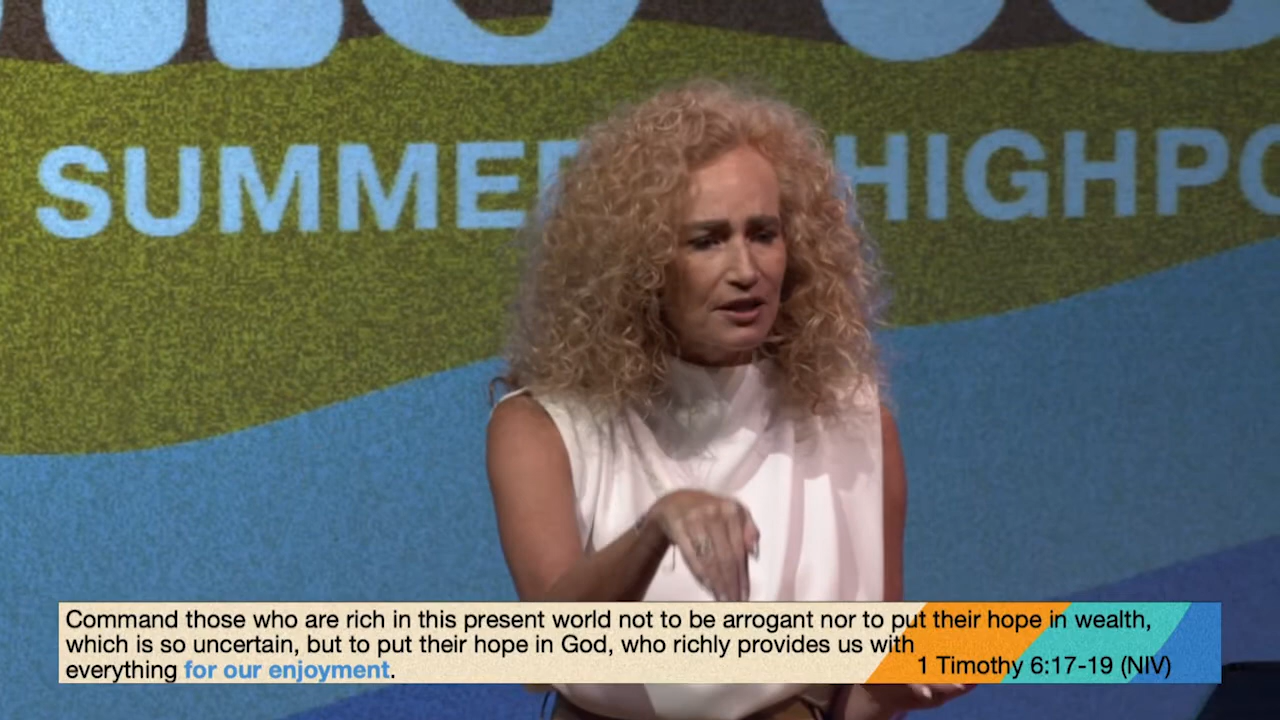 SUMME
HIGHPO
Command those who are rich in this present world not to be arrogant nor to put their hope in wealth,
which is so uncertain, but to put their hope in God, who richly provides us with
everything for our enjoyment.
1 Timothy 6:17-19 (NIV)